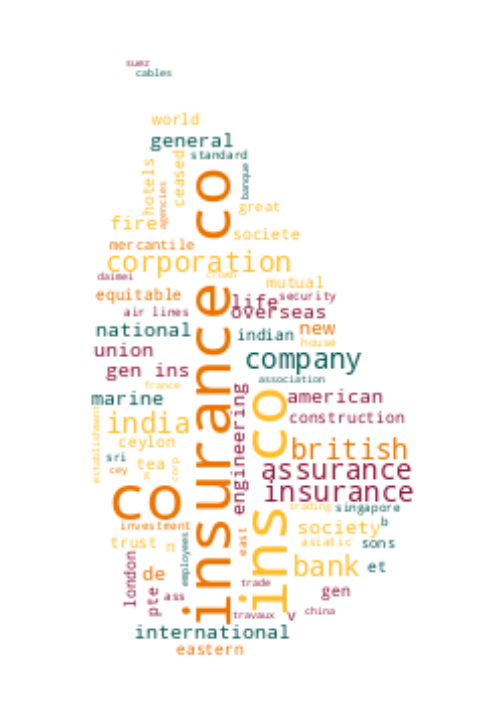 suez
cables
world
general
standard
hotels
agencies
ceased
insurance co
banque
great
fire
societe
mercantile
corporation
crown
daimei
mutual
equitable
life
security
air lines
overseas
national
indian
new
house
union
company
gen ins
association
france
marine
engineering
ins co
american
establishment
india
construction
ceylon
british
sri
tea
corp
assurance
cey
co
insurance
trading
singapore
investment
society
b
trust
n
employees
east
asiatic
sons
london
de
bank
et
trade
pte
ass
gen
travaux
v
china
international
eastern